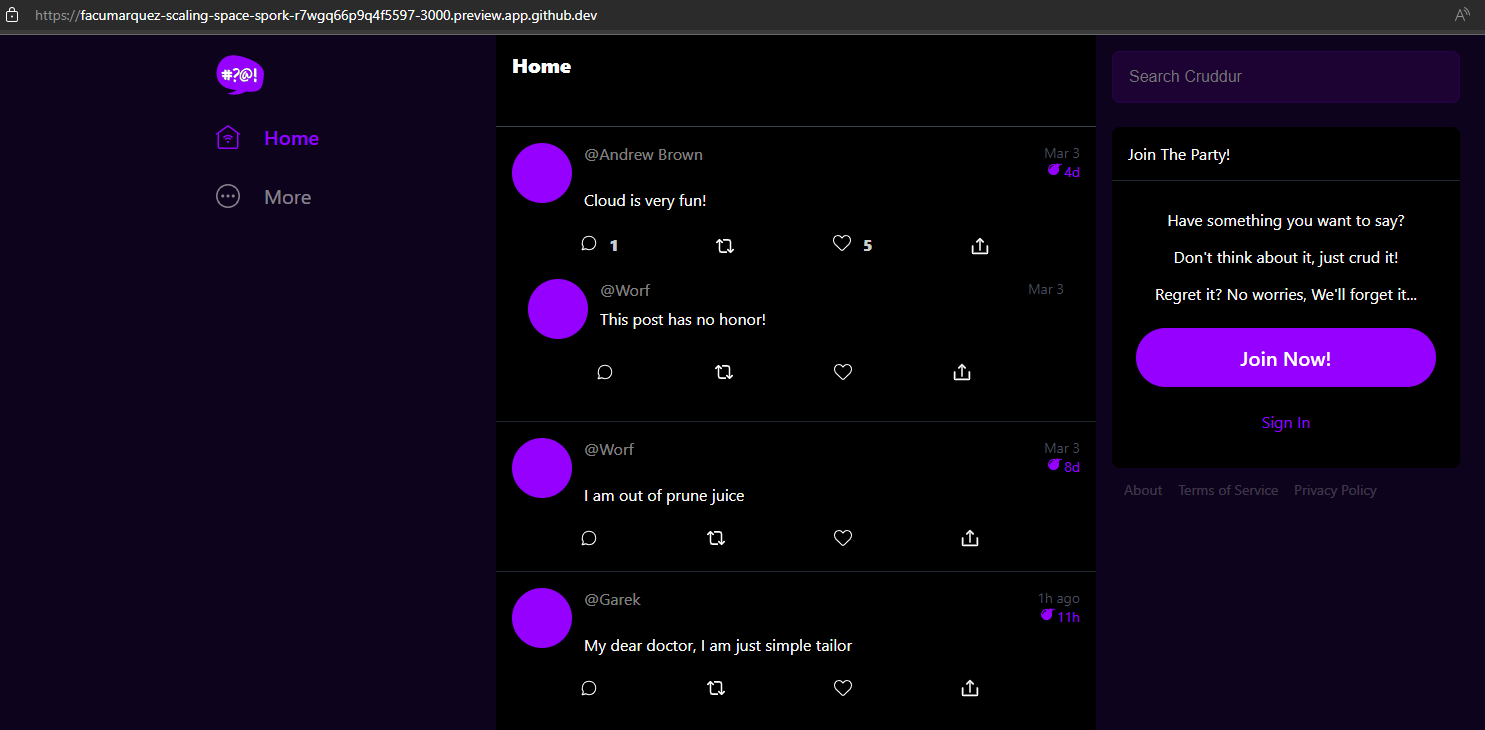 https://facumarquez-scaling-space-spork-r7wgq66p9q4f5597-3000.preview.app.github.dev
#?@!
Home
More
Home
@Andrew Brown
Mar 3
4d
Cloud is very fun!
1
5
@Worf
Mar 3
This post has no honor!
@Worf
Mar 3
8d
I am out of prune juice
@Garek
1h ago
11h
My dear doctor, I am just simple tailor
Search Cruddur
Join The Party!
Have something you want to say?
Don't think about it, just crud it!
Regret it? No worries, We'll forget it...
Join Now!
Sign In
About Terms of Service Privacy Policy